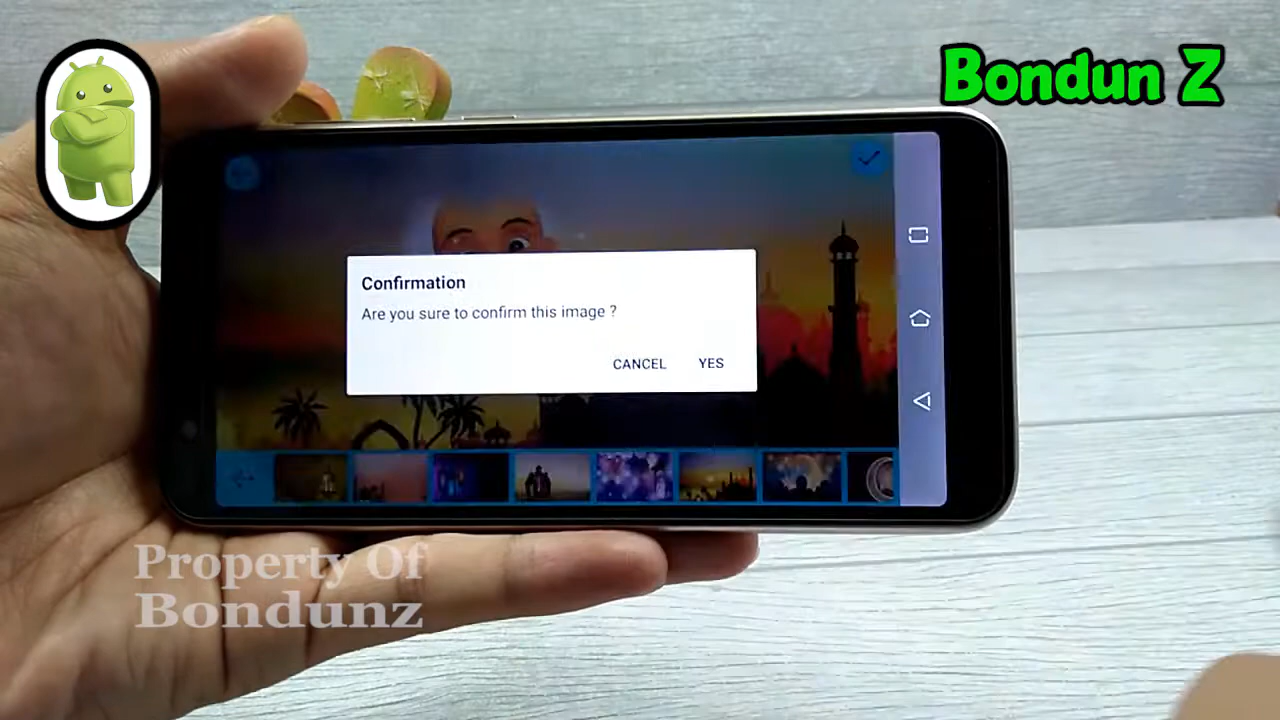 Bondun Z
Confirmation
Are you sure to confirm this image ?
CANCEL YES
Property Of
Bondunz